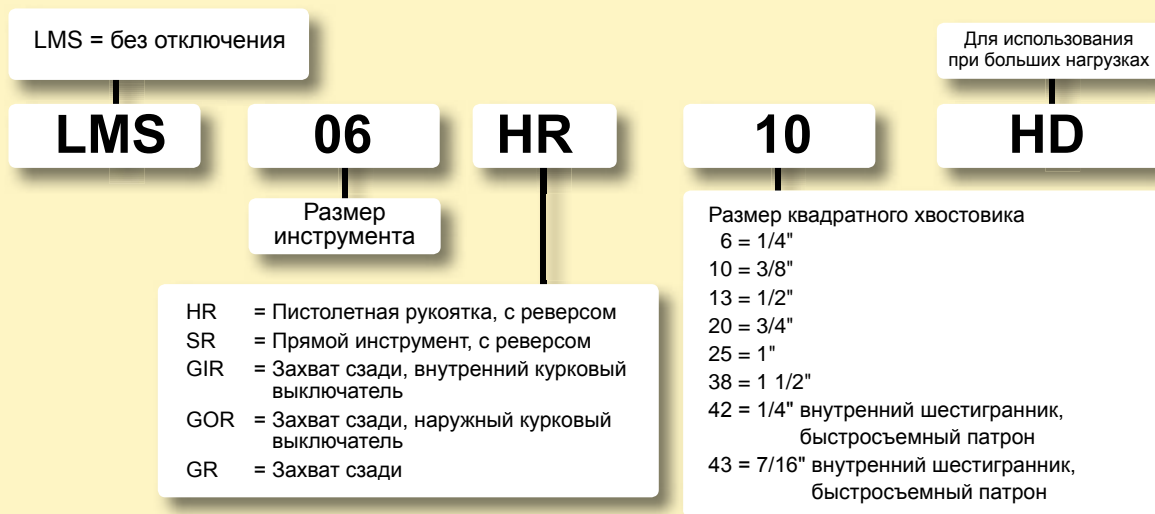 LMS = без отключения
Для использования
при больших нагрузках
LMS 06 HR 10 HD
Размер
инструмента
HR = Пистолетная рукоятка, с реверсом
SR = Прямой инструмент, с реверсом
GIR = Захват сзади, внутренний курковый
выключатель
GOR = Захват сзади, наружный курковый
выключатель
GR = Захват сзади
Размер квадратного хвостовика
6 = 1/4"
10 = 3/8"
13 = 1/2"
20 = 3/4"
25 = 1"
38 = 1 1/2"
42 = 1/4" внутренний шестигранник,
быстросъемный патрон
43 = 7/16" внутренний шестигранник,
быстросъемный патрон